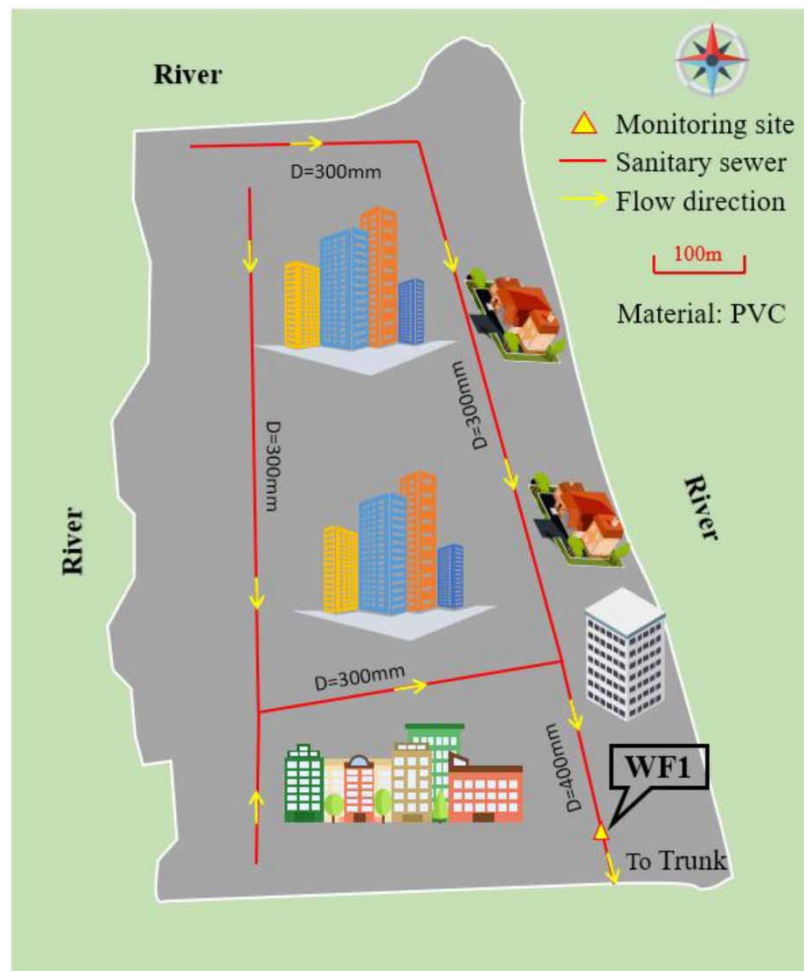 River
Monitoring site
Sanitary sewer
Flow direction
100m
Material: PVC
D=300mm
D=300mm
D=300mm
River
River
D=300mm
D=400mm
WF1
To Trunk